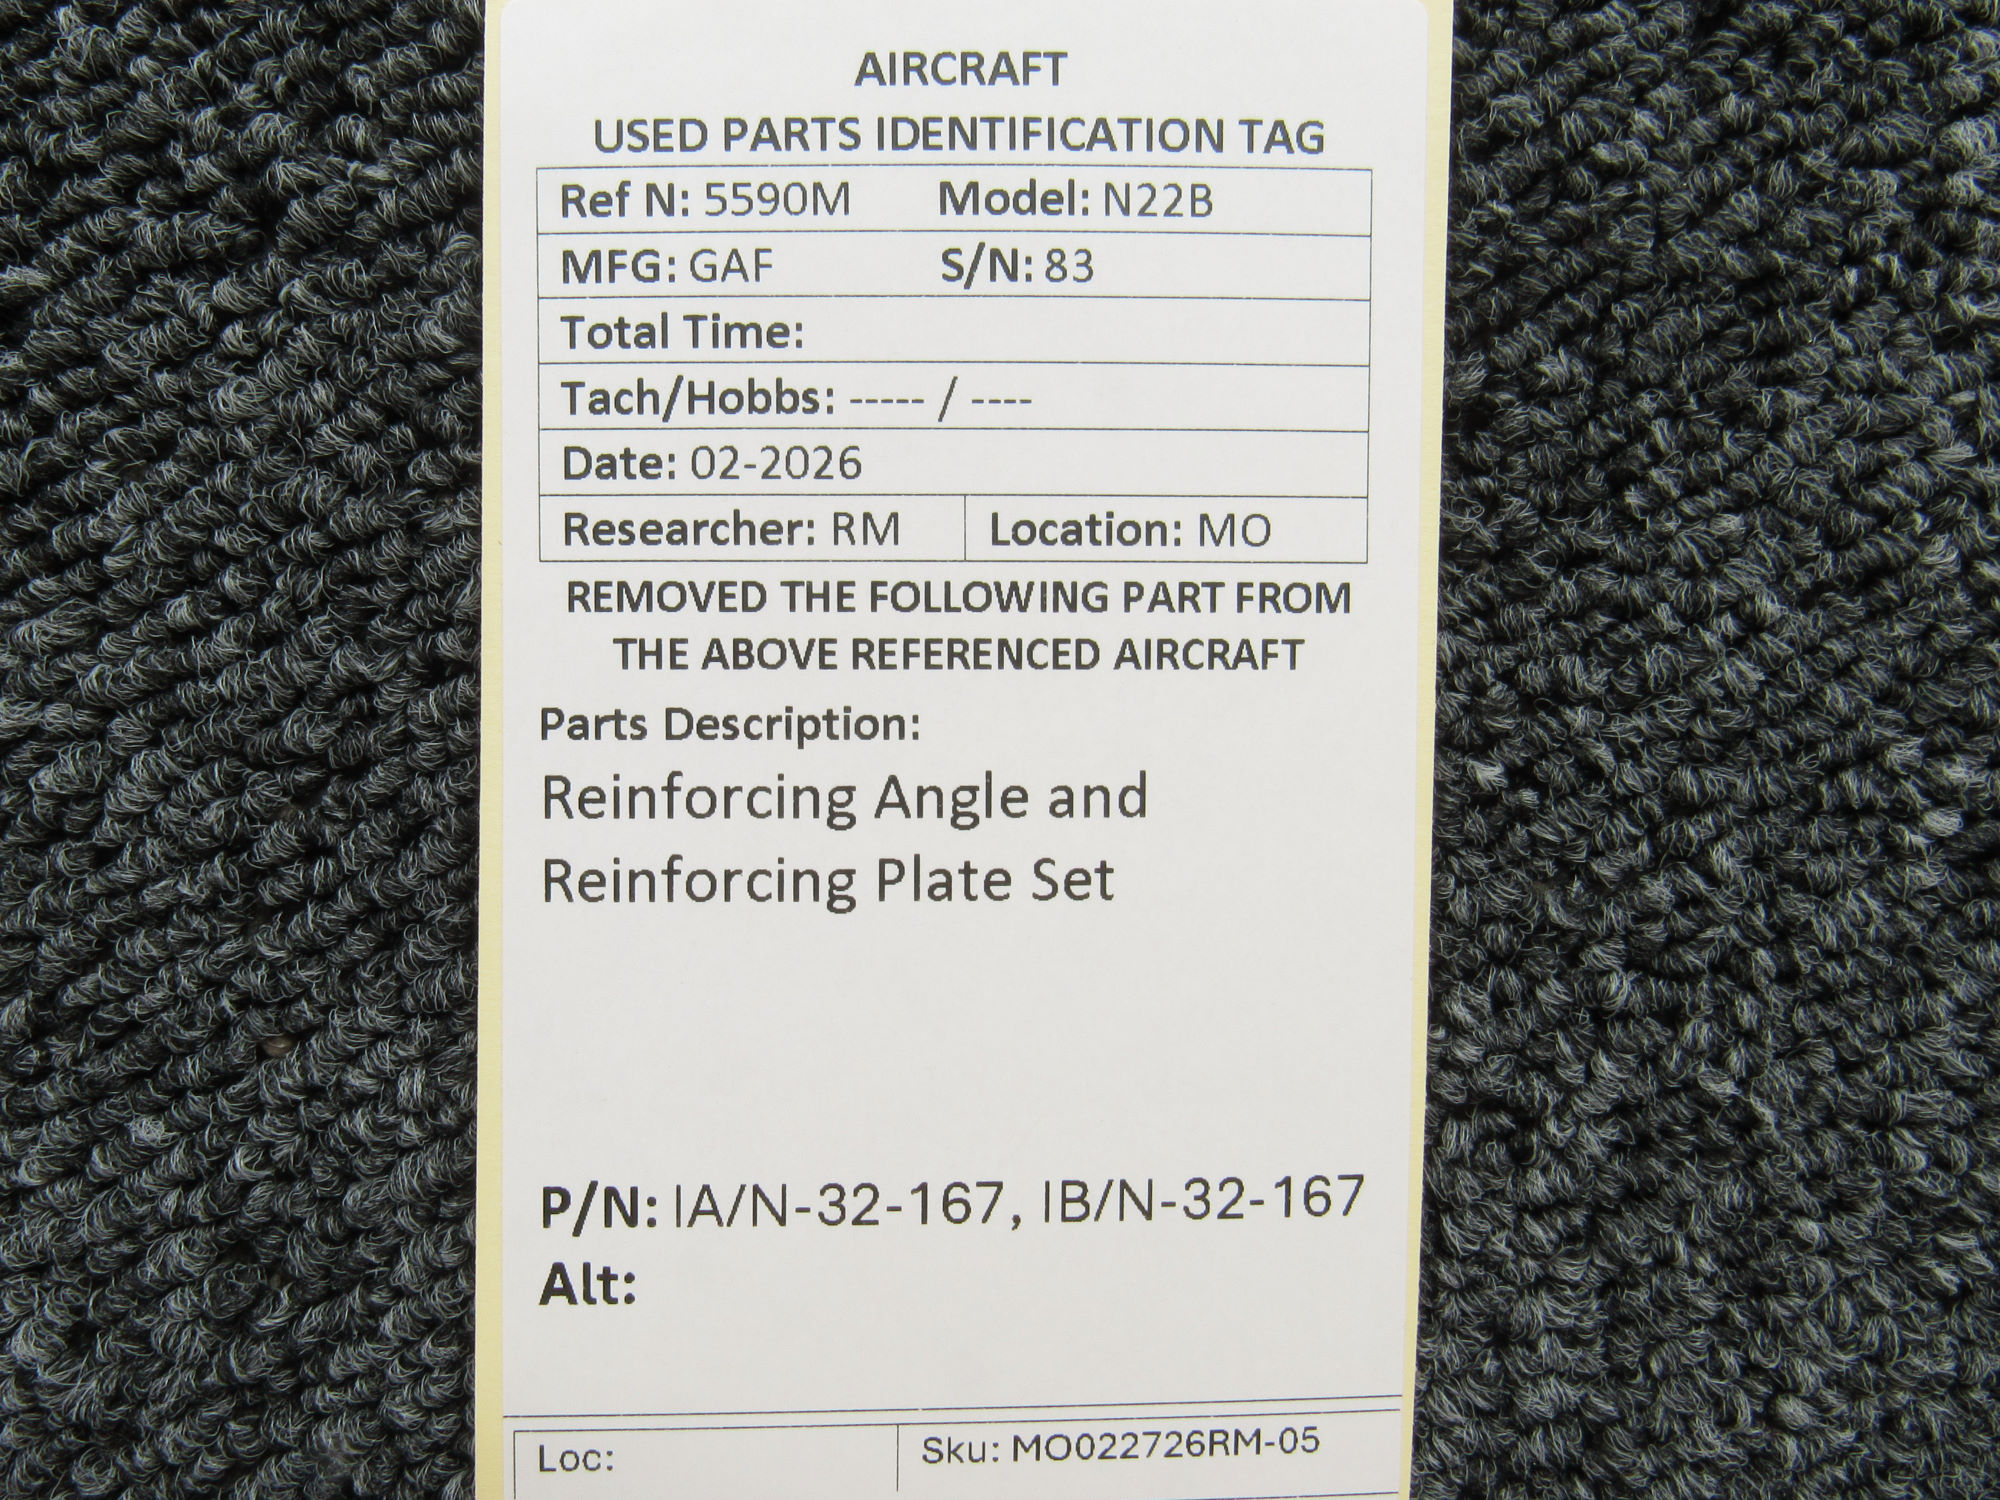 AIRCRAFT
USED PARTS IDENTIFICATION TAG
Ref N: 5590M Model: N22B
MFG: GAF S/N: 83
Total Time:
Tach/Hobbs: ----- / ----
Date: 02-2026
Researcher: RM Location: MO
REMOVED THE FOLLOWING PART FROM
THE ABOVE REFERENCED AIRCRAFT
Parts Description:
Reinforcing Angle and
Reinforcing Plate Set
P/N: IA/N-32-167, IB/N-32-167
Alt:
Loc: Sku: MO022726RM-05